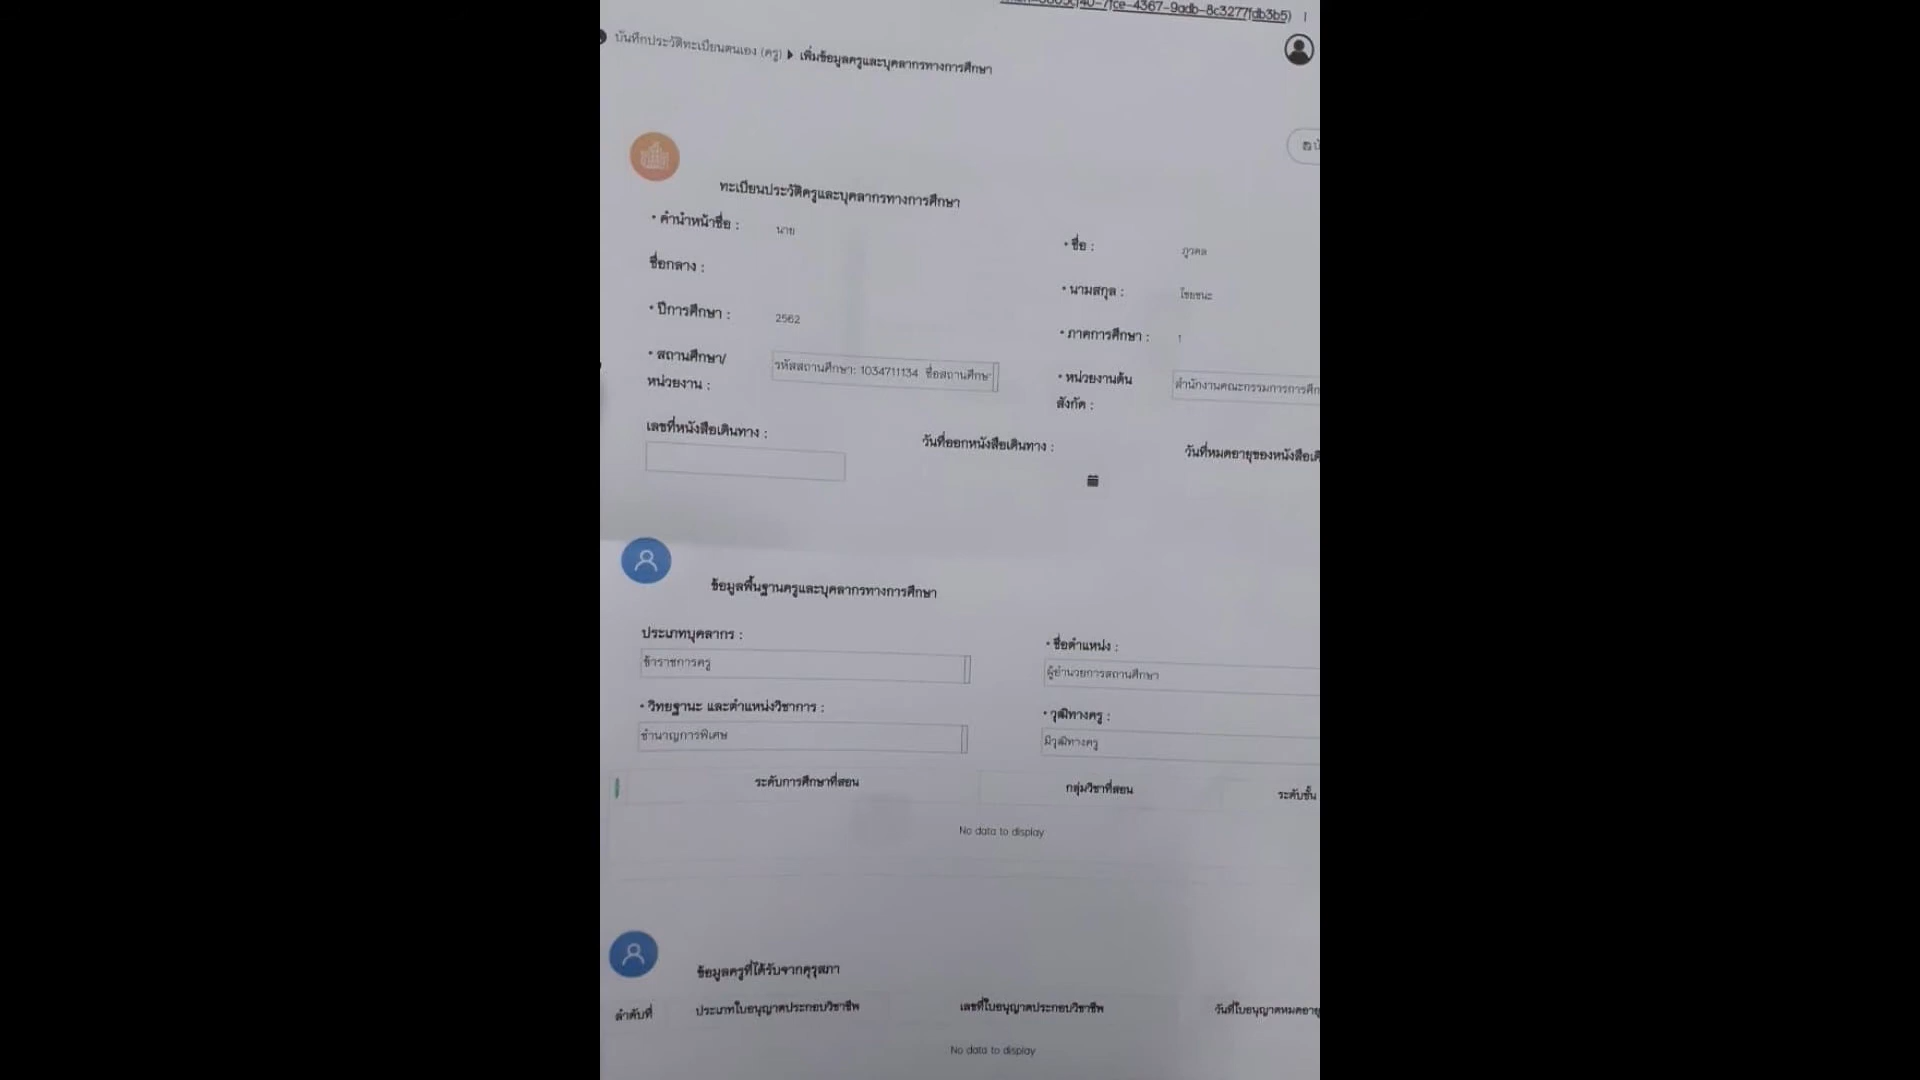 -7fce-4367-9adb-8c3277fdb3b5) |
บันทึกประวัติทะเบียนตนเอง (ครู) ▶ เพิ่มข้อมูลครูและบุคลากรทางการศึกษา
ทะเบียนประวัติครูและบุคลากรทางการศึกษา
• คำนำหน้าชื่อ : นาย • ชื่อ : ภูวดล
ชื่อกลาง : • นามสกุล : ไชยชนะ
• ปีการศึกษา : 2562 • ภาคการศึกษา : 1
• สถานศึกษา/ รหัสสถานศึกษา: 1034711134 ชื่อสถานศึกษ • หน่วยงานต้น สำนักงานคณะกรรมการการศึก
หน่วยงาน : สังกัด :
เลขที่หนังสือเดินทาง : วันที่ออกหนังสือเดินทาง : วันที่หมดอายุของหนังสือเดิ
ข้อมูลพื้นฐานครูและบุคลากรทางการศึกษา
ประเภทบุคลากร : • ชื่อตำแหน่ง :
ข้าราชการครู ผู้อำนวยการสถานศึกษา
• วิทยฐานะ และตำแหน่งวิชาการ : • วุฒิทางครู :
ชำนาญการพิเศษ มีวุฒิทางครู
ระดับการศึกษาที่สอน กลุ่มวิชาที่สอน ระดับชั้น
No data to display
ข้อมูลครูที่ได้รับจากคุรุสภา
ลำดับที่ ประเภทใบอนุญาตประกอบวิชาชีพ เลขที่ใบอนุญาตประกอบวิชาชีพ วันที่ใบอนุญาตหมดอายุ
No data to display